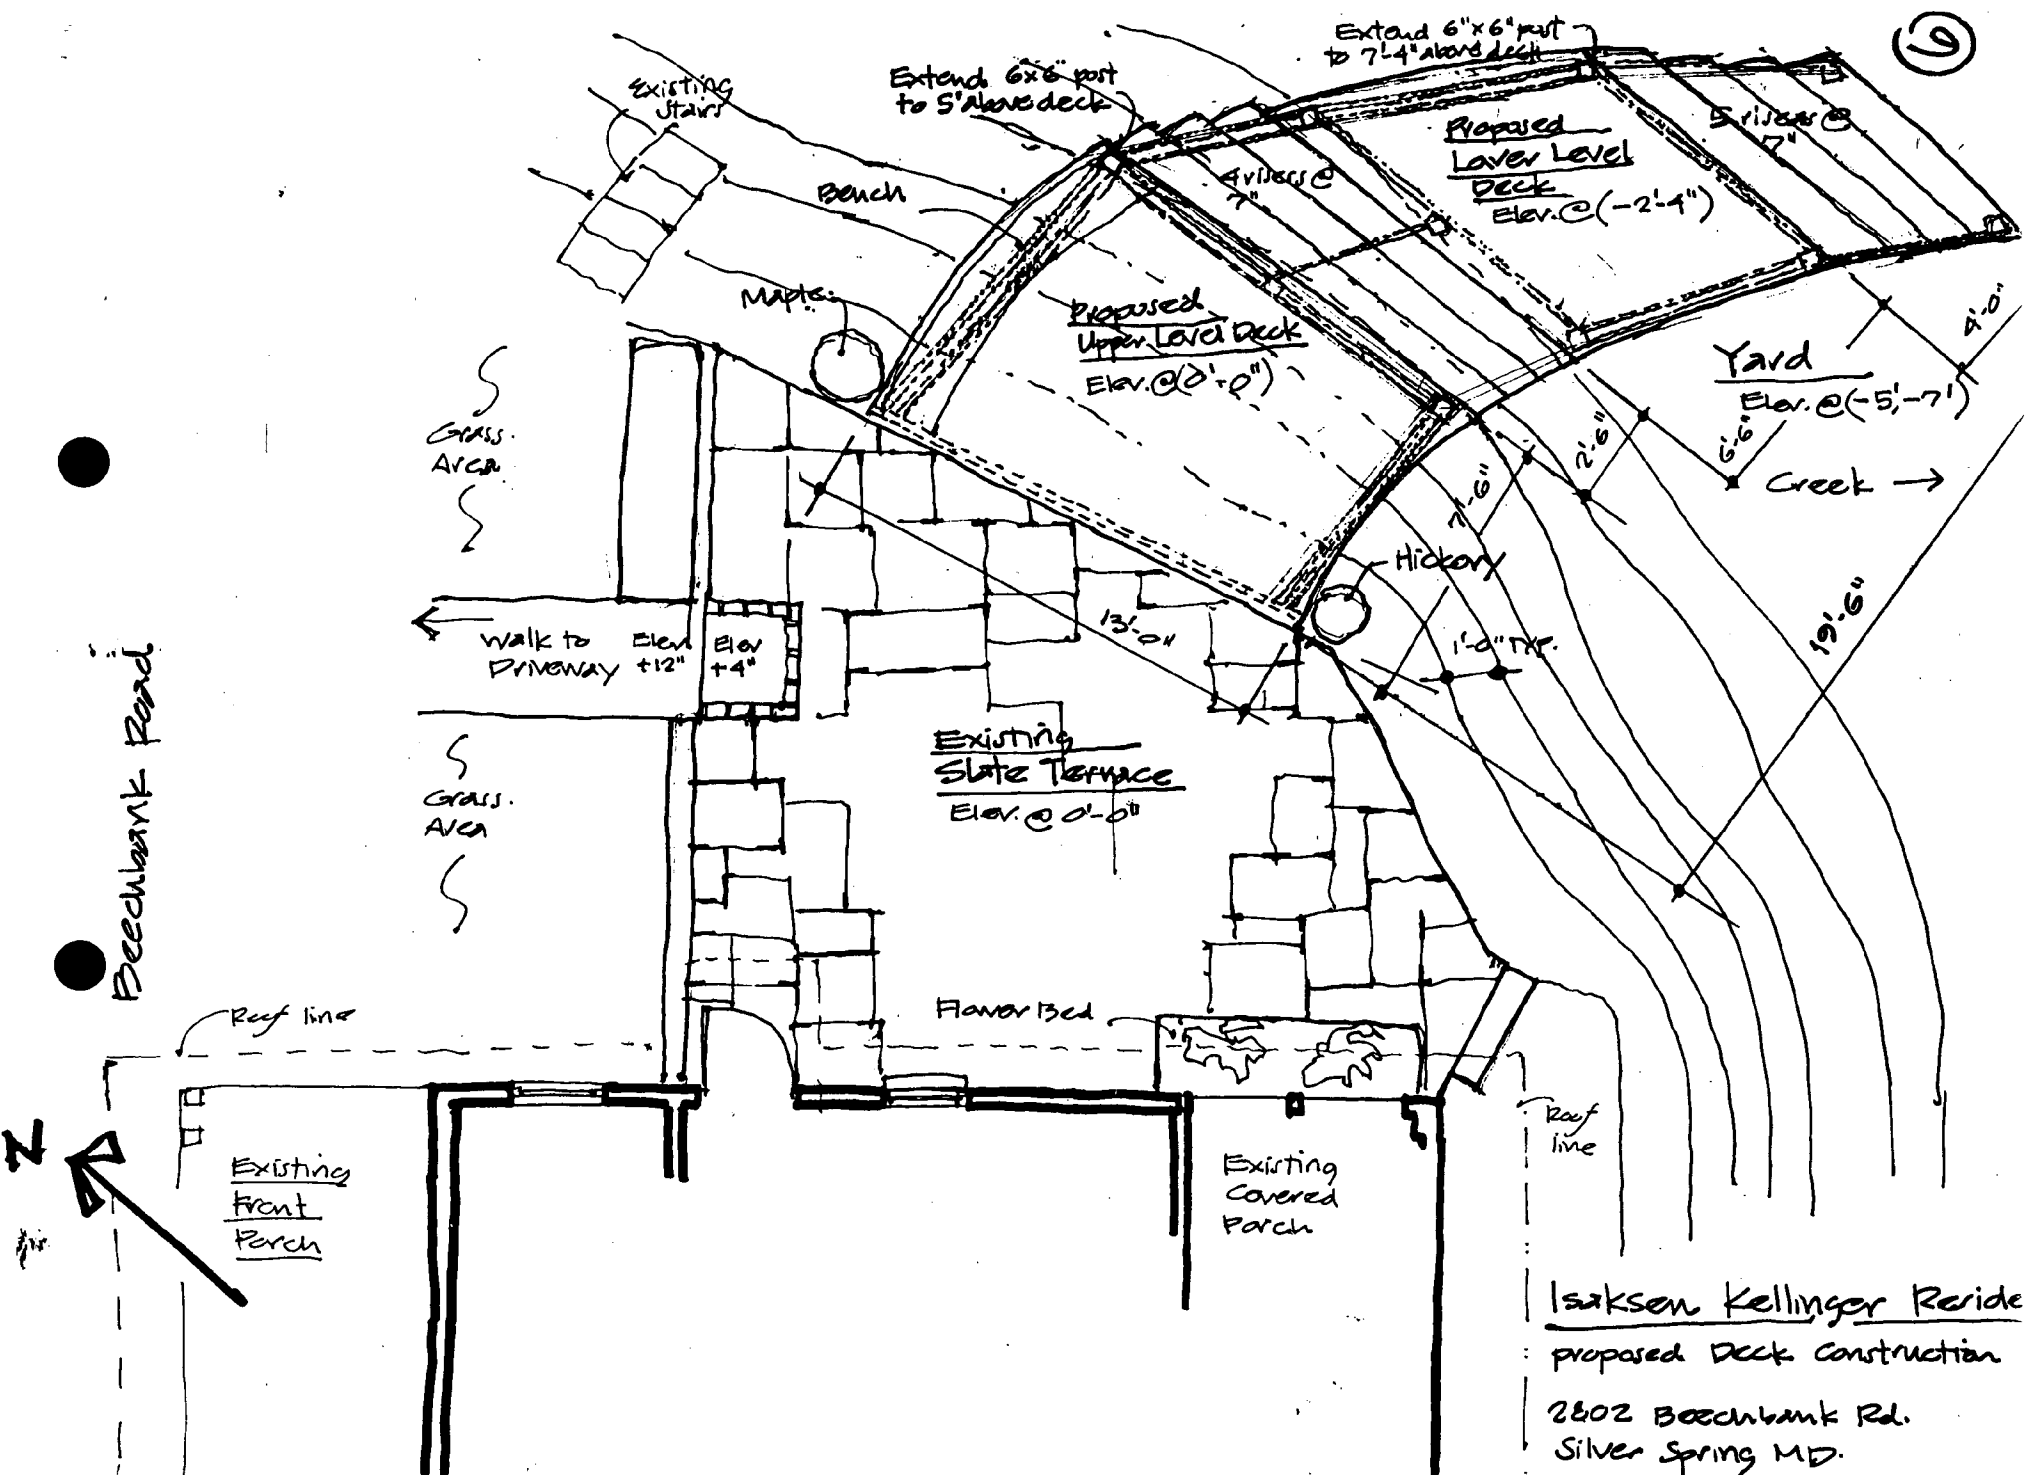 6
Extend 6"x6" post
to 7'-4" above deck
Extend 6x6" post
to 5' above deck
Existing
Stairs
Bench
Maple
4 risers @
7"
5 risers @
7"
Proposed
Lower Level
Deck
Elev. @ (-2'-4")
Proposed
Upper Level Deck
Elev. @ (0'-0")
Yard
Elev. @ (-5', -7')
4'-0"
6'-6"
2'-6"
7'-6"
Creek
Hickory
1'-0" TYP.
19'-6"
13'-0"
Grass
Area
Walk to
Driveway
Elev
+12"
Elev
+4"
Existing
Slate Terrace
Elev. @ 0'-0"
Grass
Area
Beechbank Road
Roof line
Flower Bed
Roof
line
N
Existing
Front
Porch
Existing
Covered
Porch
Isaksen Kellinger Reside
proposed Deck Construction
2802 Beechbank Rd.
Silver Spring MD.